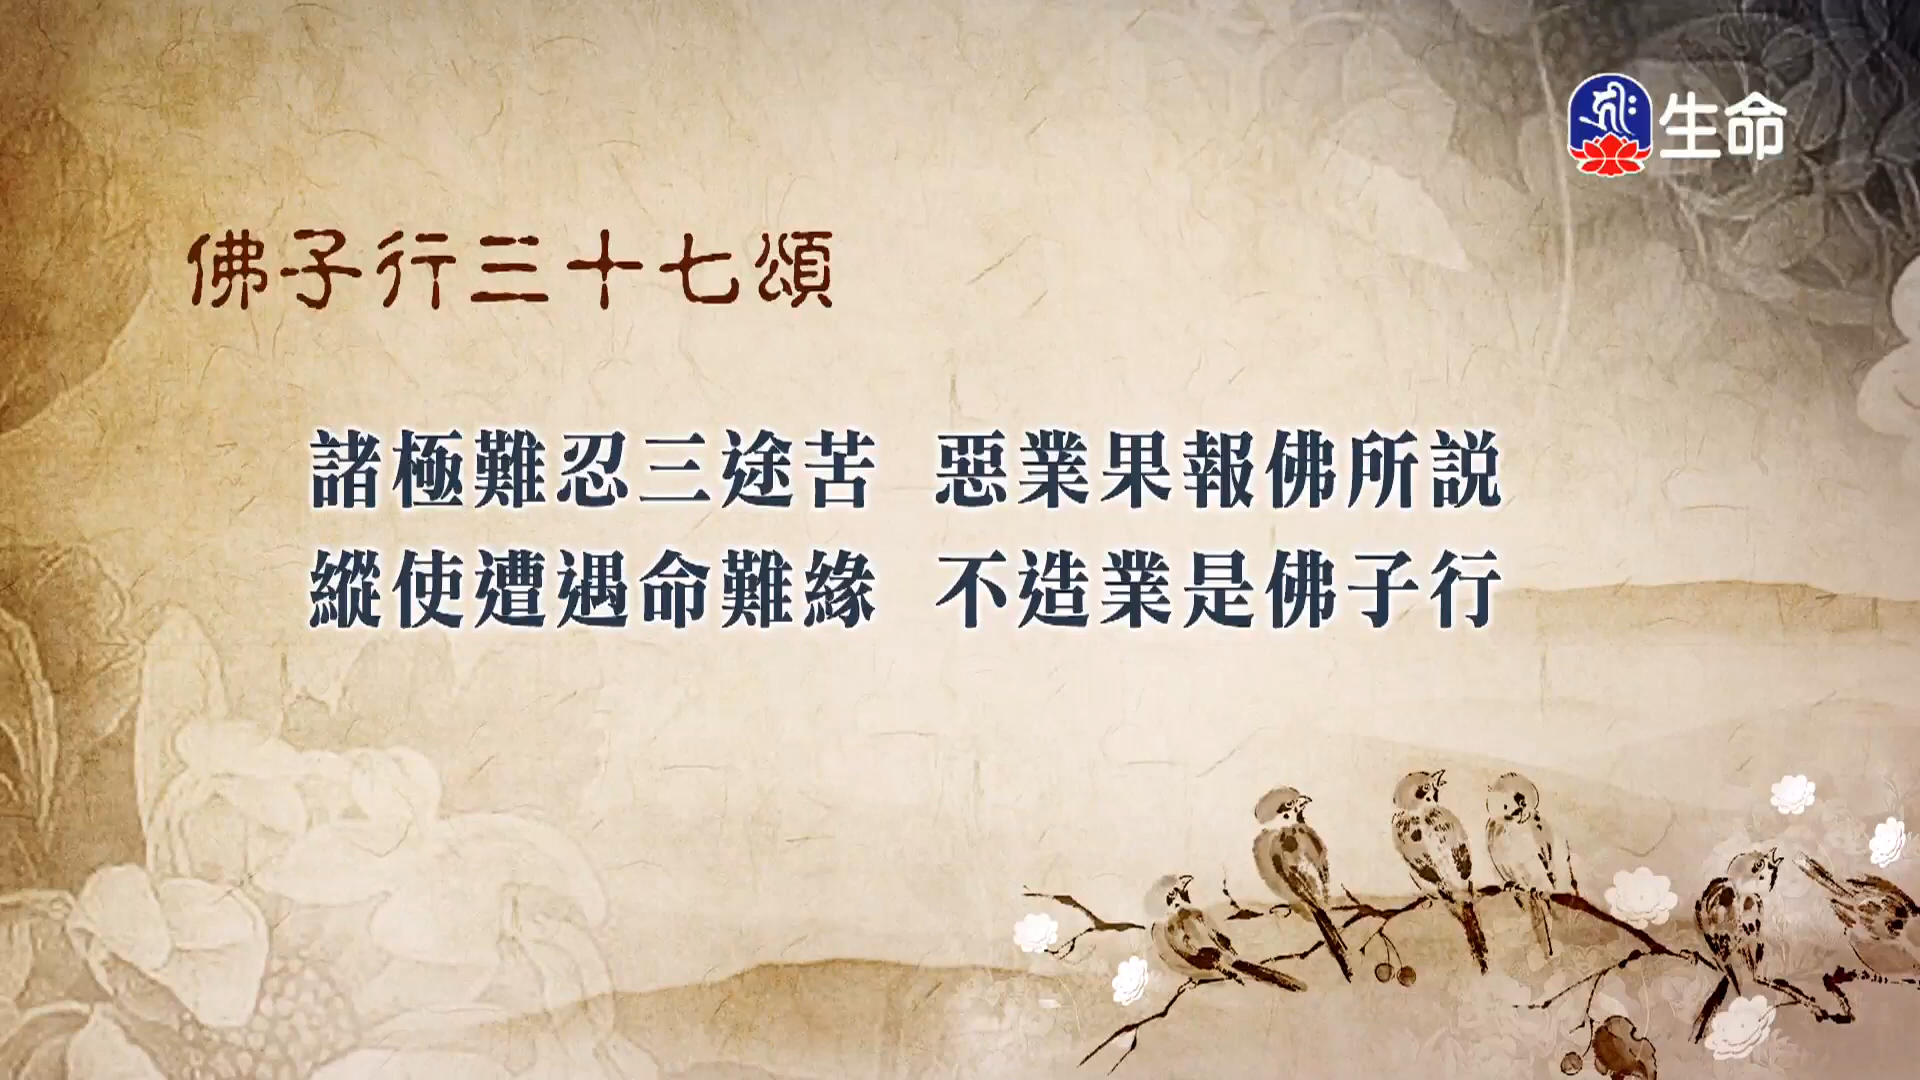 生命
佛子行三十七頌
諸極難忍三途苦 惡業果報佛所説
縱使遭遇命難緣 不造業是佛子行